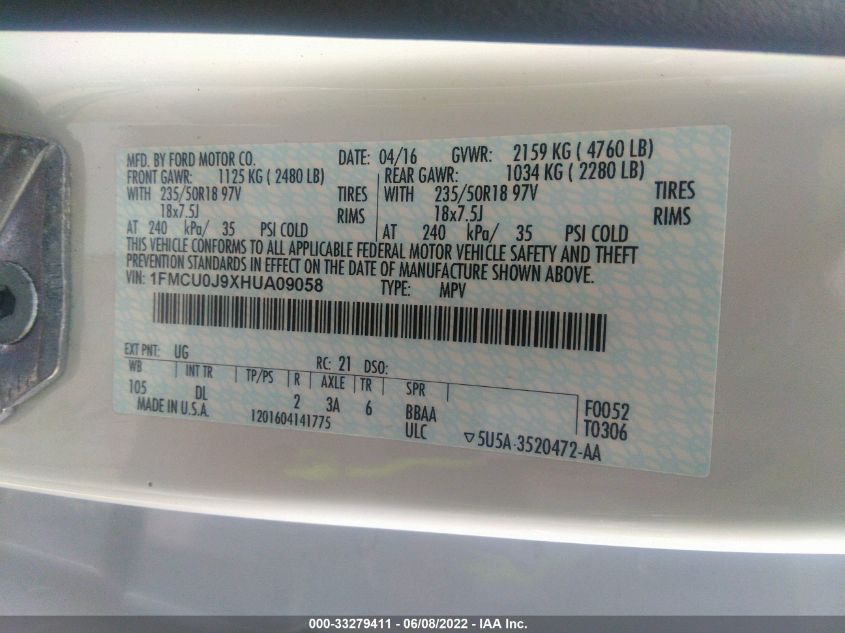 MFD. BY FORD MOTOR CO. DATE: 04/16 GVWR: 2159 KG ( 4760 LB)
FRONT GAWR: 1125 KG ( 2480 LB) REAR GAWR: 1034 KG ( 2280 LB)
WITH 235/50R18 97V TIRES WITH 235/50R18 97V TIRES
18x7.5J RIMS 18x7.5J RIMS
AT 240 kPa/ 35 PSI COLD AT 240 kPa/ 35 PSI COLD
THIS VEHICLE CONFORMS TO ALL APPLICABLE FEDERAL MOTOR VEHICLE SAFETY AND THEFT
PREVENTION STANDARDS IN EFFECT ON THE DATE OF MANUFACTURE SHOWN ABOVE.
VIN: 1FMCU0J9XHUA09058 TYPE: MPV
EXT PNT: UG RC: 21 DSO:
WB INT TR TP/PS R AXLE TR SPR
105 DL 2 3A 6 BBAA F0052
MADE IN U.S.A. 1201604141775 ULC T0306
▽5U5A-3520472-AA
000-33279411 - 06/08/2022 - IAA Inc.